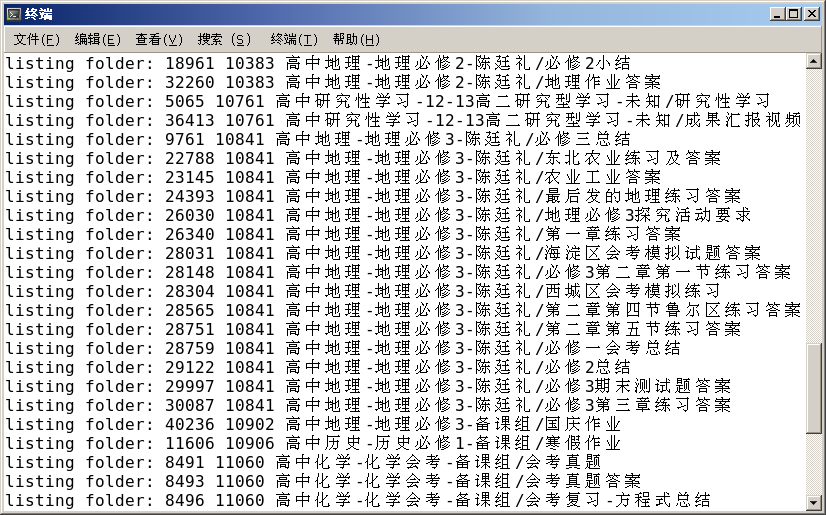 终端
文件(F) 编辑(E) 查看(V) 搜索 (S) 终端(T) 帮助(H)
listing folder: 18961 10383 高中地理-地理必修2-陈廷礼/必修2小结
listing folder: 32260 10383 高中地理-地理必修2-陈廷礼/地理作业答案
listing folder: 5065 10761 高中研究性学习-12-13高二研究型学习-未知/研究性学习
listing folder: 36413 10761 高中研究性学习-12-13高二研究型学习-未知/成果汇报视频
listing folder: 9761 10841 高中地理-地理必修3-陈廷礼/必修三总结
listing folder: 22788 10841 高中地理-地理必修3-陈廷礼/东北农业练习及答案
listing folder: 23145 10841 高中地理-地理必修3-陈廷礼/农业工业答案
listing folder: 24393 10841 高中地理-地理必修3-陈廷礼/最后发的地理练习答案
listing folder: 26030 10841 高中地理-地理必修3-陈廷礼/地理必修3探究活动要求
listing folder: 26340 10841 高中地理-地理必修3-陈廷礼/第一章练习答案
listing folder: 28031 10841 高中地理-地理必修3-陈廷礼/海淀区会考模拟试题答案
listing folder: 28148 10841 高中地理-地理必修3-陈廷礼/必修3第二章第一节练习答案
listing folder: 28304 10841 高中地理-地理必修3-陈廷礼/西城区会考模拟练习
listing folder: 28565 10841 高中地理-地理必修3-陈廷礼/第二章第四节鲁尔区练习答案
listing folder: 28751 10841 高中地理-地理必修3-陈廷礼/第二章第五节练习答案
listing folder: 28759 10841 高中地理-地理必修3-陈廷礼/必修一会考总结
listing folder: 29122 10841 高中地理-地理必修3-陈廷礼/必修2总结
listing folder: 29997 10841 高中地理-地理必修3-陈廷礼/必修3期末测试题答案
listing folder: 30087 10841 高中地理-地理必修3-陈廷礼/必修3第三章练习答案
listing folder: 40236 10902 高中地理-地理必修3-备课组/国庆作业
listing folder: 11606 10906 高中历史-历史必修1-备课组/寒假作业
listing folder: 8491 11060 高中化学-化学会考-备课组/会考真题
listing folder: 8493 11060 高中化学-化学会考-备课组/会考真题答案
listing folder: 8496 11060 高中化学-化学会考-备课组/会考复习-方程式总结